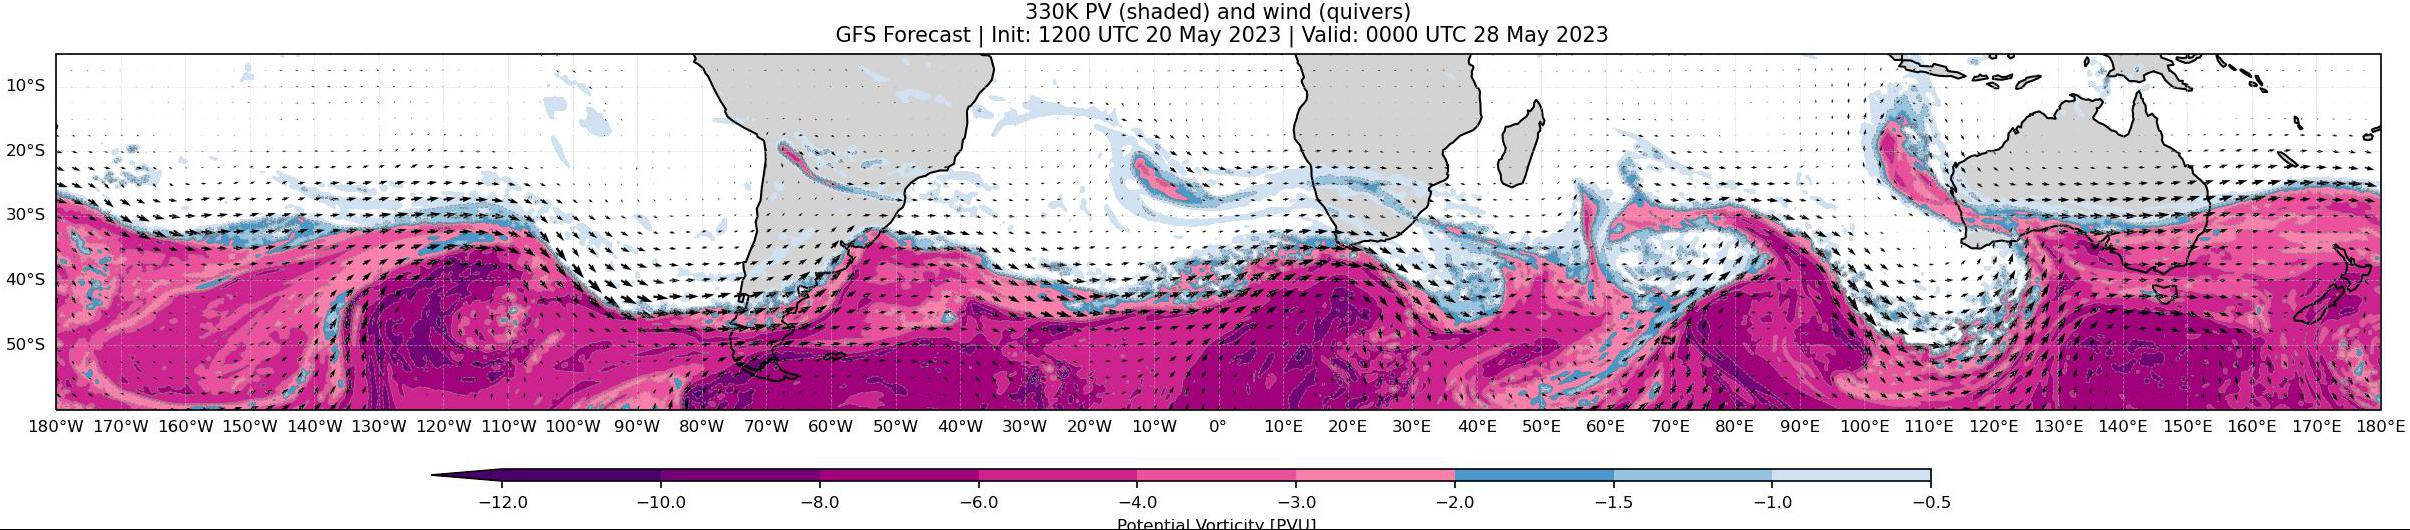 330K PV (shaded) and wind (quivers)
GFS Forecast | Init: 1200 UTC 20 May 2023 | Valid: 0000 UTC 28 May 2023
10°S
20°S
30°S
40°S
50°S
180°W 170°W 160°W 150°W 140°W 130°W 120°W 110°W 100°W 90°W 80°W 70°W 60°W 50°W 40°W 30°W 20°W 10°W 0° 10°E 20°E 30°E 40°E 50°E 60°E 70°E 80°E 90°E 100°E 110°E 120°E 130°E 140°E 150°E 160°E 170°E 180°E
−12.0 −10.0 −8.0 −6.0 −4.0 −3.0 −2.0 −1.5 −1.0 −0.5
Potential Vorticity [PVU]